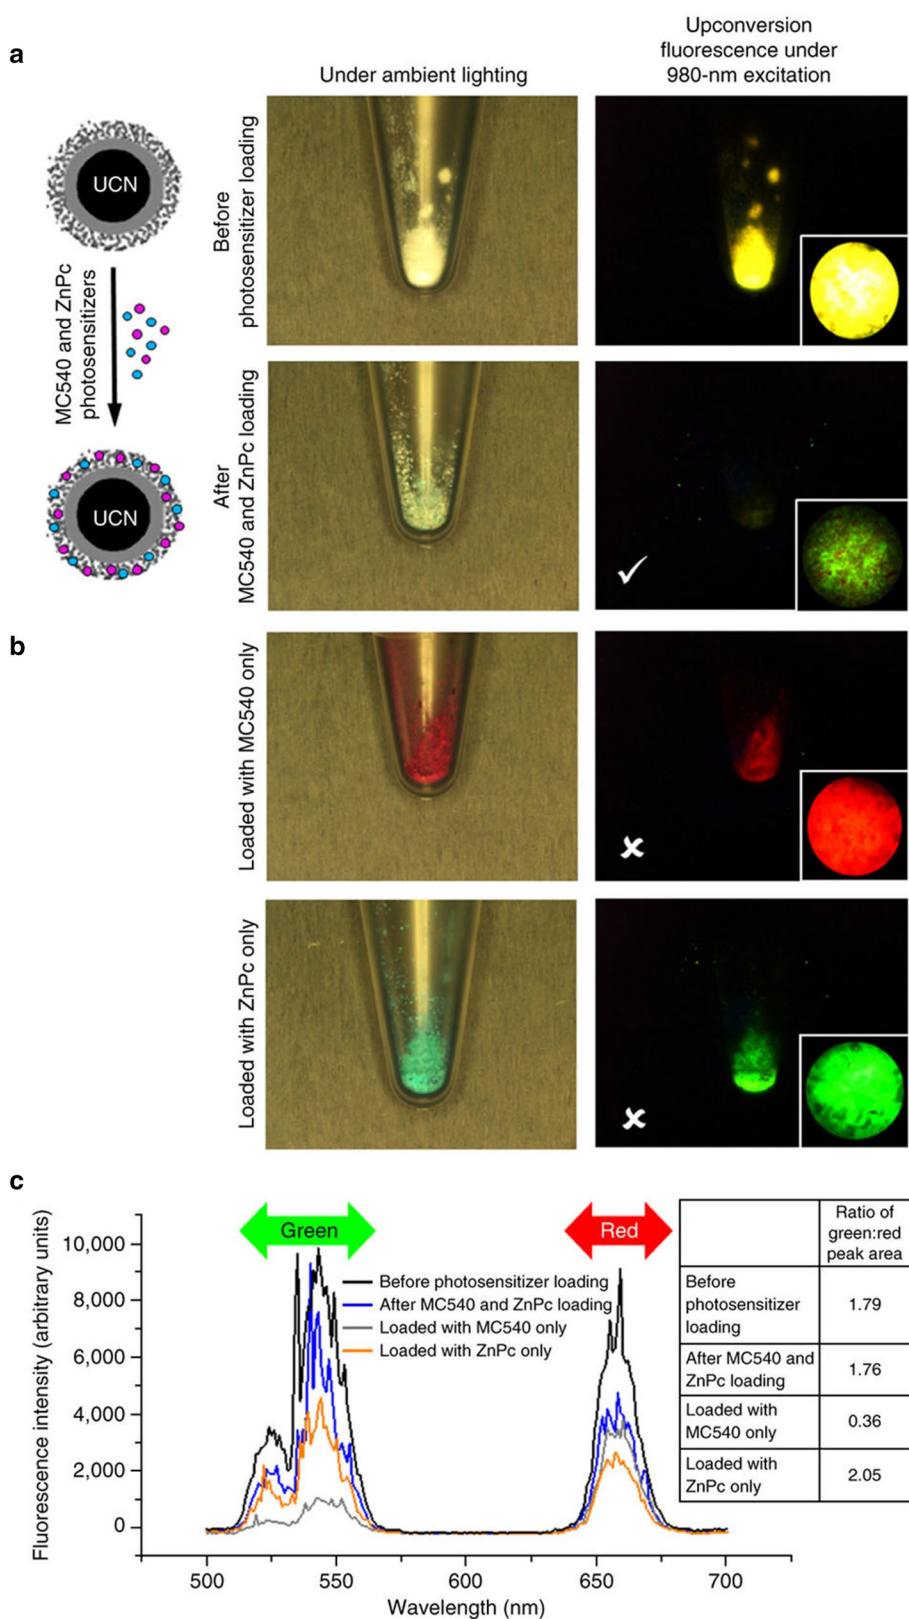 a
Under ambient lighting
Upconversion
fluorescence under
980-nm excitation
UCN
MC540 and ZnPc
photosensitizers
UCN
Before
photosensitizer loading
After
MC540 and ZnPc loading
b
Loaded with MC540 only
Loaded with ZnPc only
c
Fluorescence intensity (arbitrary units)
10,000
8,000
6,000
4,000
2,000
0
Green
Red
Before photosensitizer loading
After MC540 and ZnPc loading
Loaded with MC540 only
Loaded with ZnPc only
500
550
600
650
700
Wavelength (nm)
Ratio of
green:red
peak area
Before
photosensitizer
loading
1.79
After MC540 and
ZnPc loading
1.76
Loaded with
MC540 only
0.36
Loaded with
ZnPc only
2.05